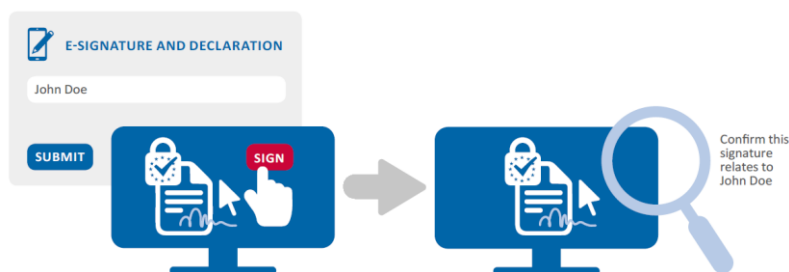 E-SIGNATURE AND DECLARATION
John Doe
SUBMIT
SIGN
Confirm this
signature
relates to
John Doe